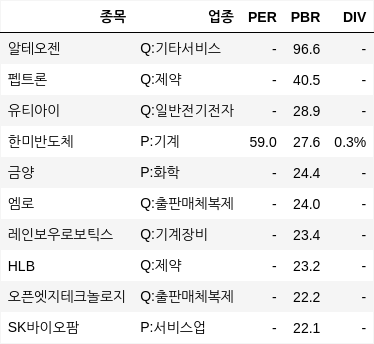 종목 업종 PER PBR DIV
알테오젠 Q:기타서비스 - 96.6 -
펩트론 Q:제약 - 40.5 -
유티아이 Q:일반전기전자 - 28.9 -
한미반도체 P:기계 59.0 27.6 0.3%
금양 P:화학 - 24.4 -
엠로 Q:출판매체복제 - 24.0 -
레인보우로보틱스 Q:기계장비 - 23.4 -
HLB Q:제약 - 23.2 -
오픈엣지테크놀로지 Q:출판매체복제 - 22.2 -
SK바이오팜 P:서비스업 - 22.1 -